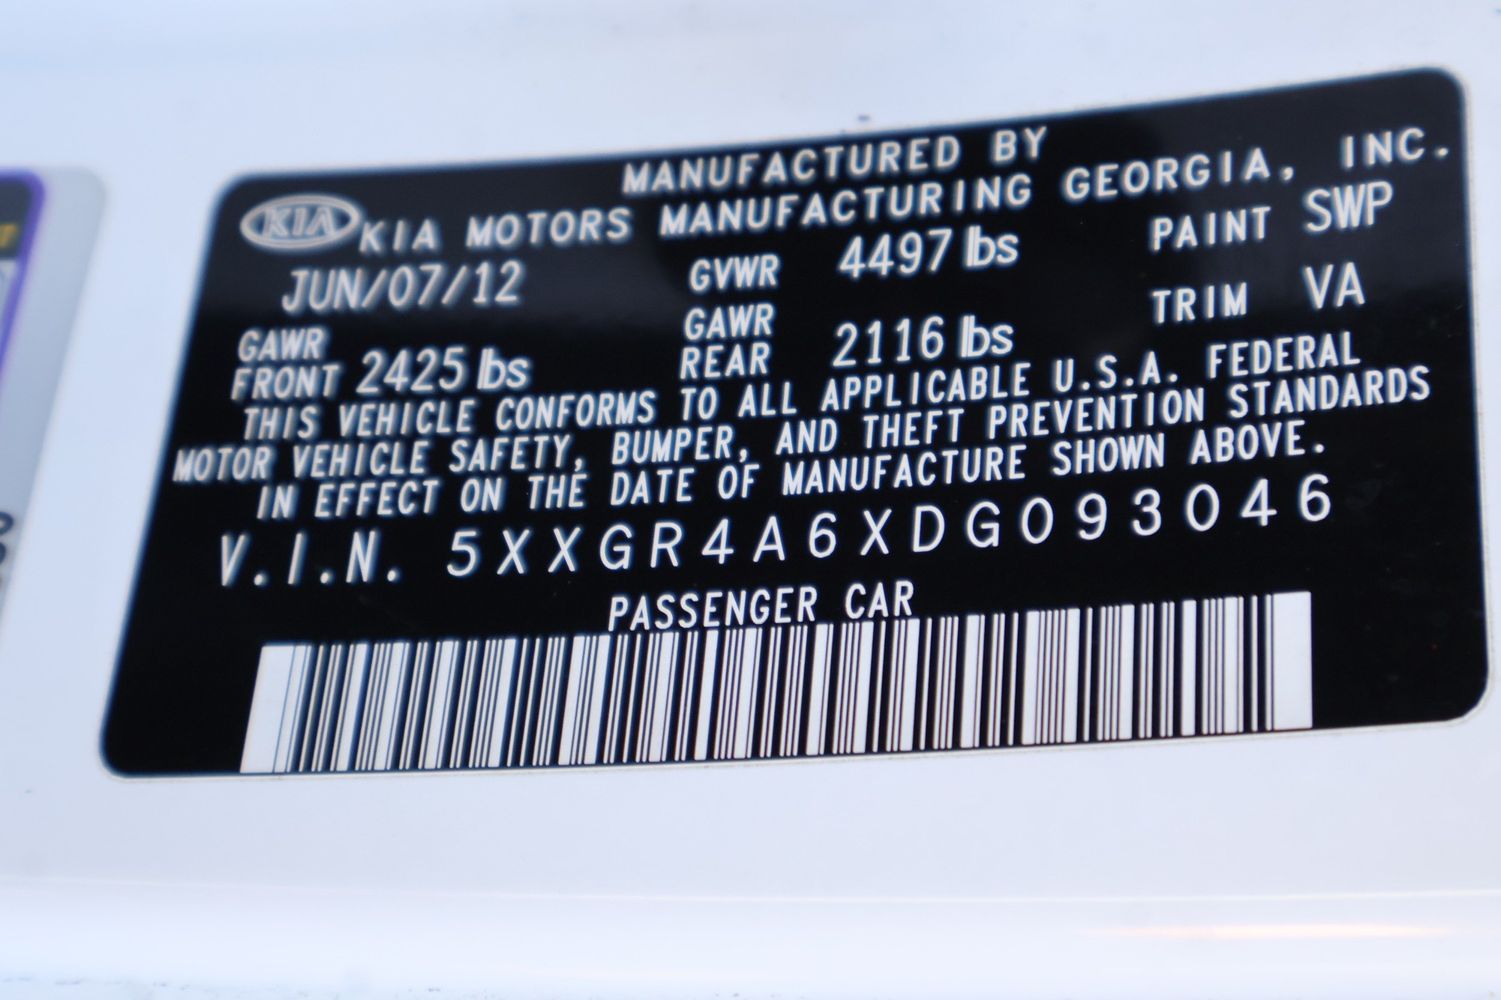 MANUFACTURED BY
KIA KIA MOTORS MANUFACTURING GEORGIA, INC.
JUN/07/12 GVWR 4497 lbs PAINT SWP
GAWR FRONT 2425 lbs GAWR REAR 2116 lbs TRIM VA
THIS VEHICLE CONFORMS TO ALL APPLICABLE U.S.A. FEDERAL
MOTOR VEHICLE SAFETY, BUMPER, AND THEFT PREVENTION STANDARDS
IN EFFECT ON THE DATE OF MANUFACTURE SHOWN ABOVE.
V.I.N. 5XXGR4A6XDG093046
PASSENGER CAR